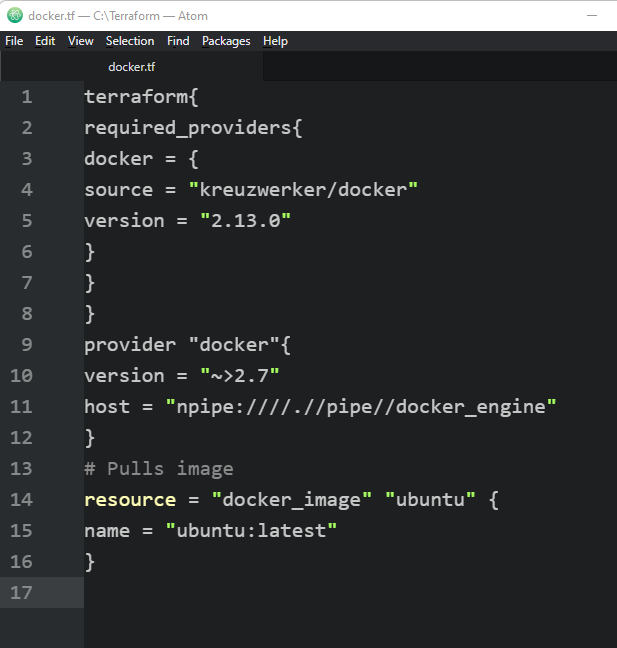 docker.tf — C:\Terraform — Atom
File Edit View Selection Find Packages Help
docker.tf
1 terraform{
2 required_providers{
3 docker = {
4 source = "kreuzwerker/docker"
5 version = "2.13.0"
6 }
7 }
8 }
9 provider "docker"{
10 version = "~>2.7"
11 host = "npipe:////.//pipe//docker_engine"
12 }
13 # Pulls image
14 resource = "docker_image" "ubuntu" {
15 name = "ubuntu:latest"
16 }
17